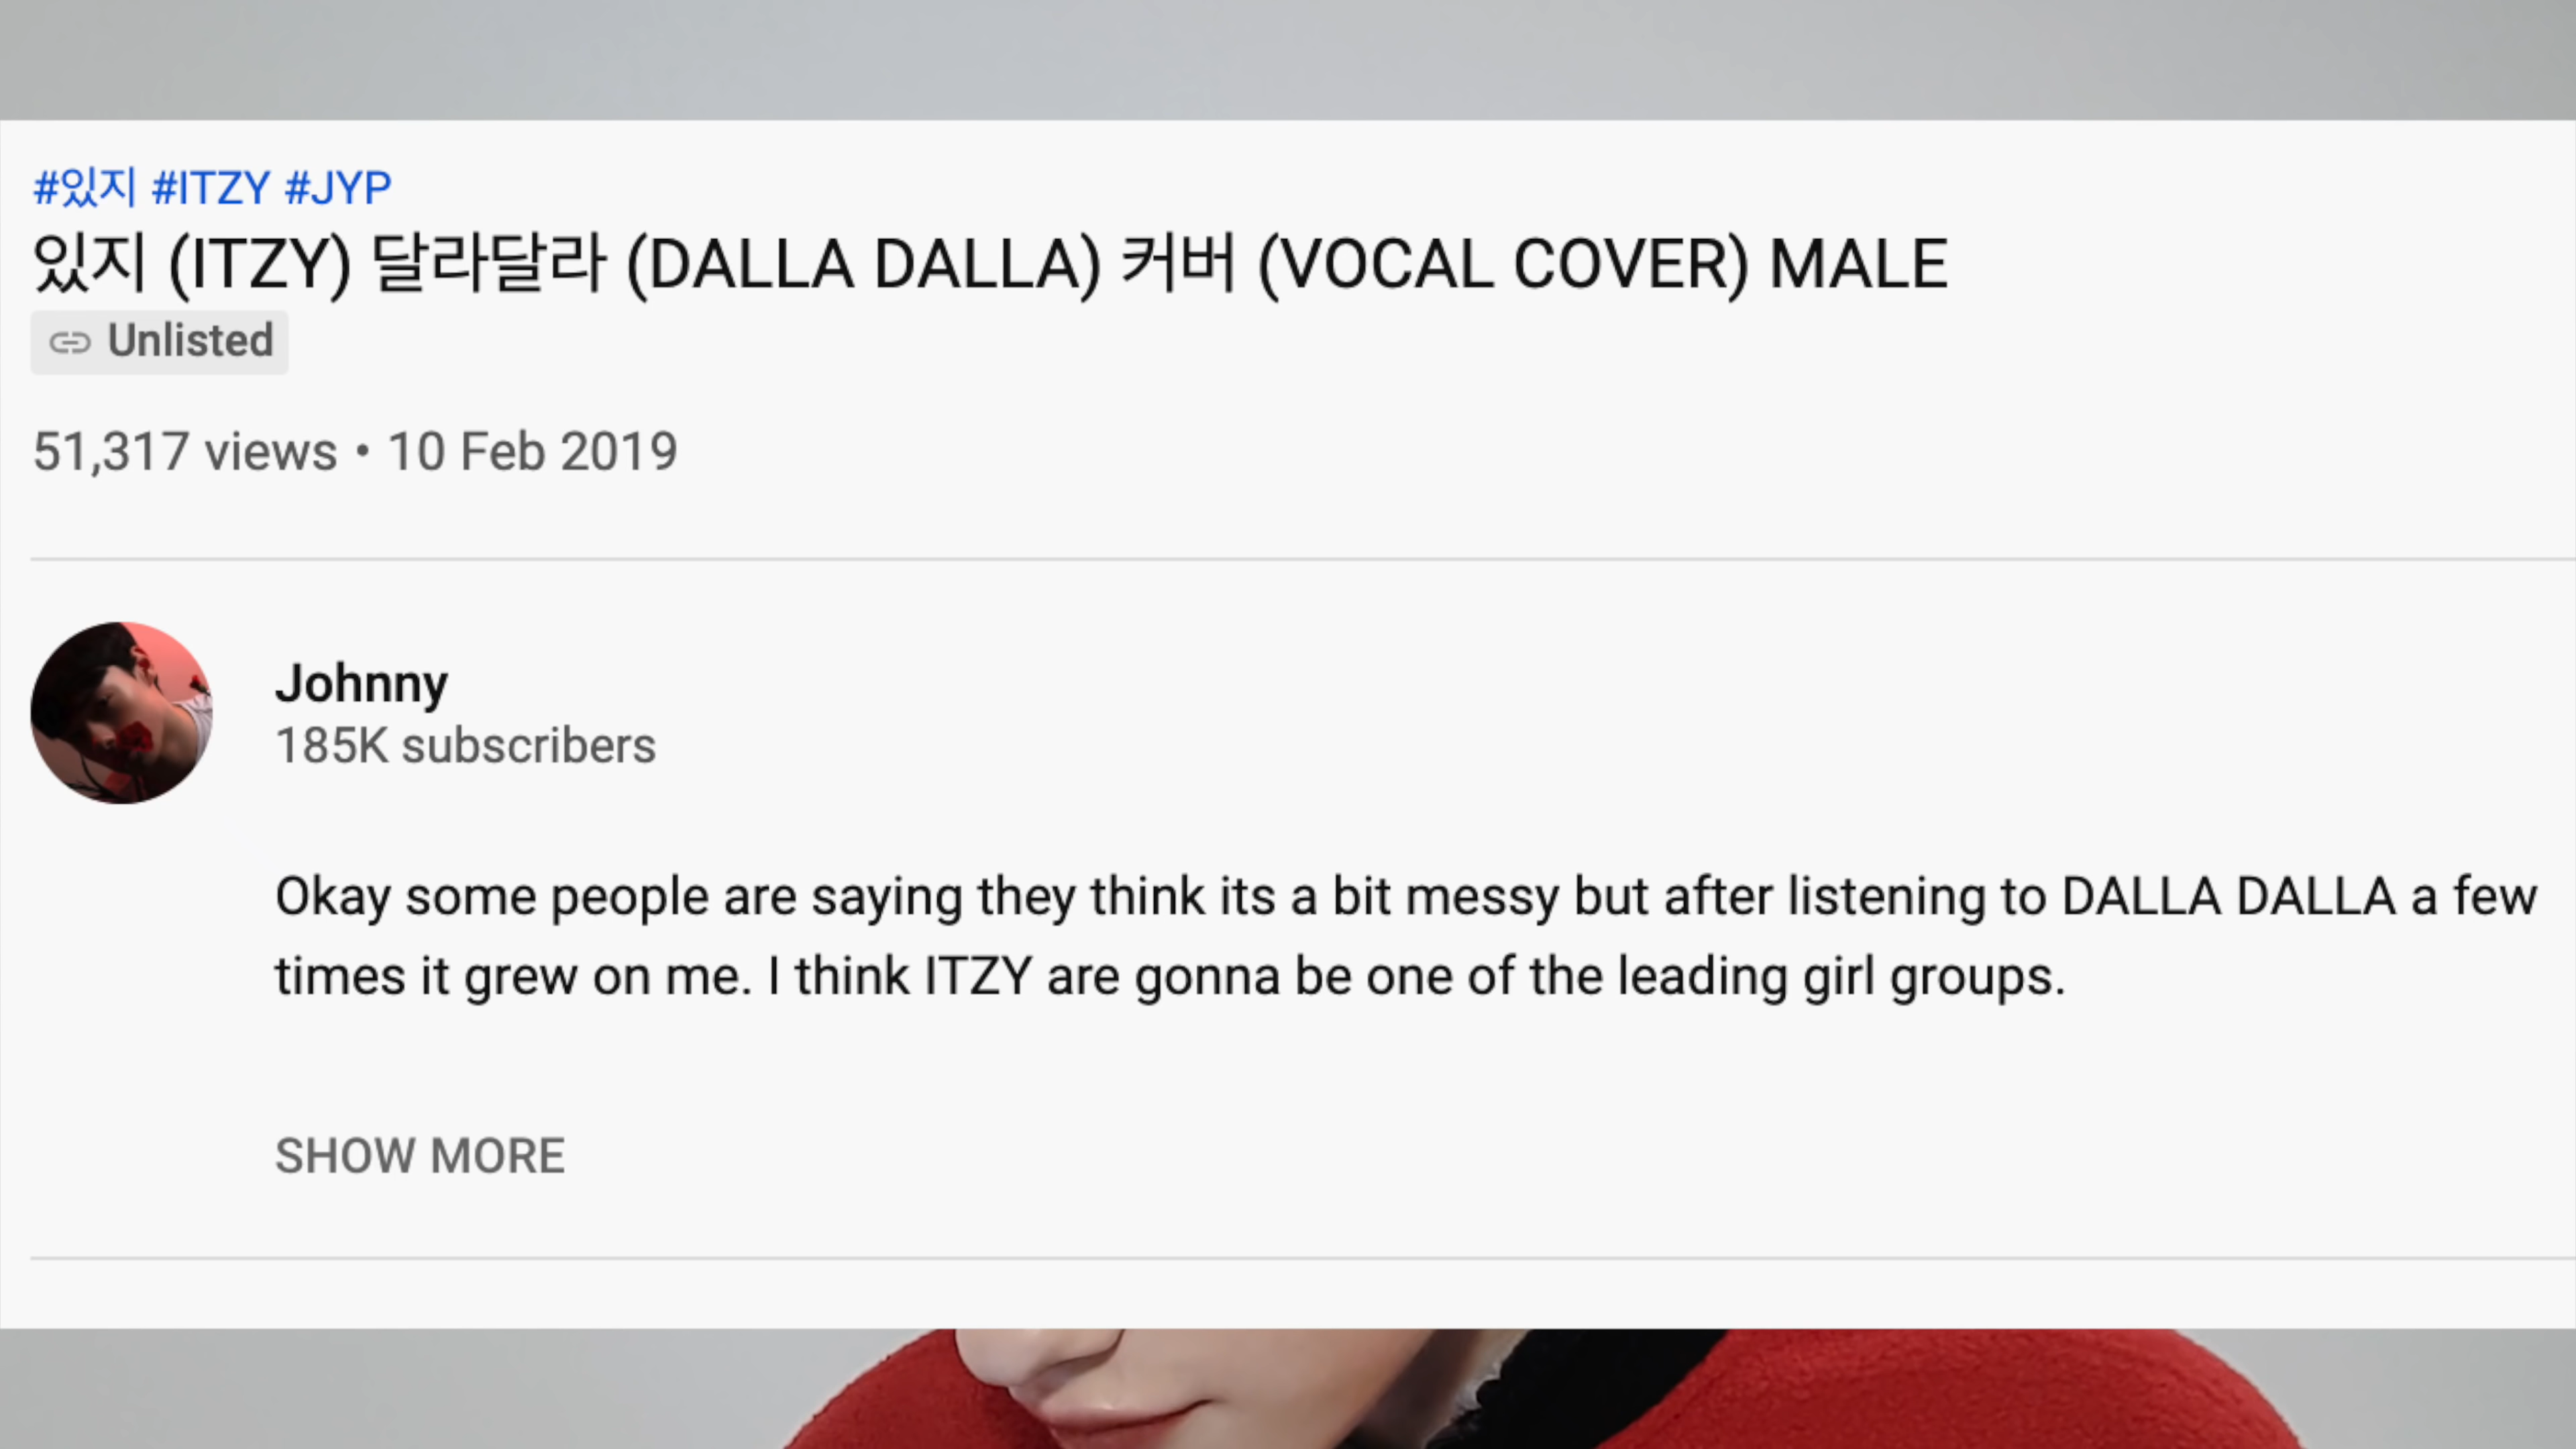 #있지 #ITZY #JYP
있지 (ITZY) 달라달라 (DALLA DALLA) 커버 (VOCAL COVER) MALE
Unlisted
51,317 views • 10 Feb 2019
Johnny
185K subscribers
Okay some people are saying they think its a bit messy but after listening to DALLA DALLA a few
times it grew on me. I think ITZY are gonna be one of the leading girl groups.
SHOW MORE